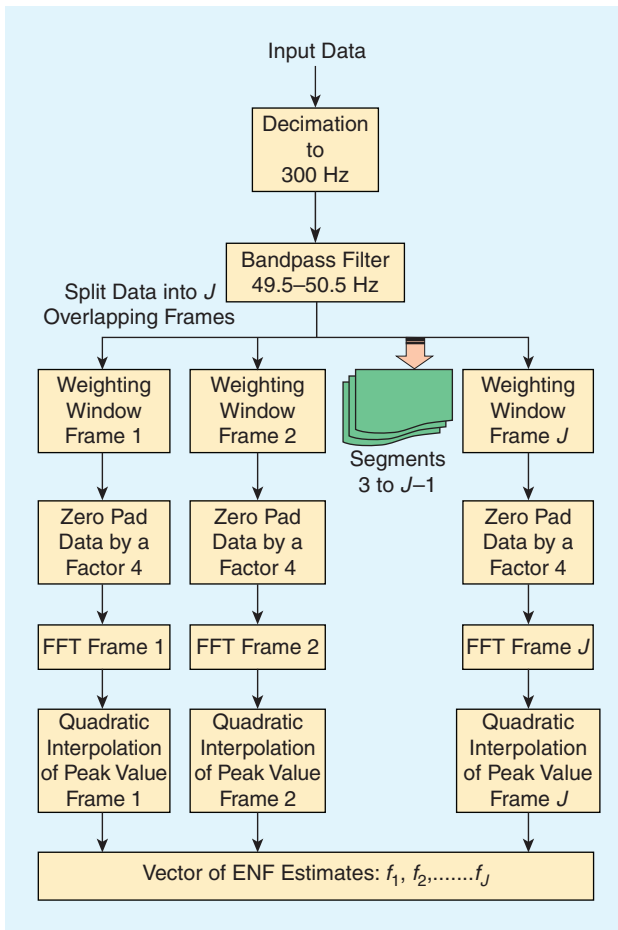 Input Data
Decimation
to
300 Hz
Bandpass Filter
49.5–50.5 Hz
Split Data into J
Overlapping Frames
Weighting
Window
Frame 1
Weighting
Window
Frame 2
Segments
3 to J–1
Weighting
Window
Frame J
Zero Pad
Data by a
Factor 4
Zero Pad
Data by a
Factor 4
Zero Pad
Data by a
Factor 4
FFT Frame 1
FFT Frame 2
FFT Frame J
Quadratic
Interpolation
of Peak Value
Frame 1
Quadratic
Interpolation
of Peak Value
Frame 2
Quadratic
Interpolation
of Peak Value
Frame J
Vector of ENF Estimates: f1, f2,.......fJ